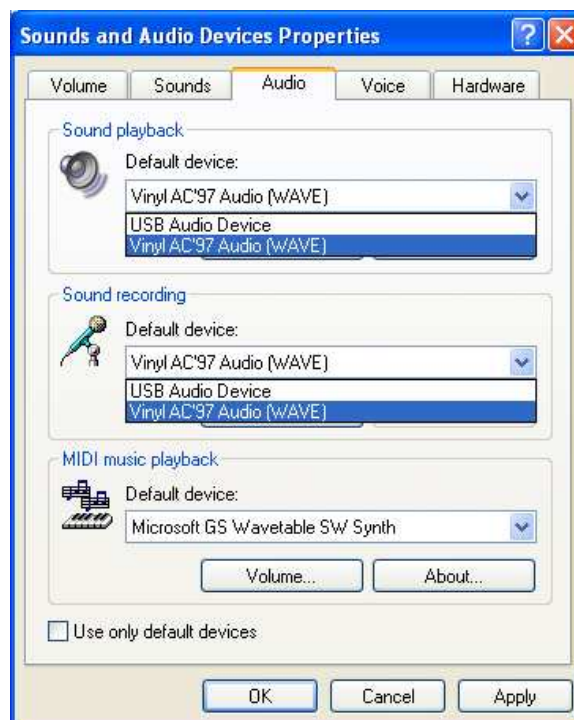 Sounds and Audio Devices Properties
Volume Sounds Audio Voice Hardware
Sound playback
Default device:
Vinyl AC'97 Audio (WAVE)
USB Audio Device
Vinyl AC'97 Audio (WAVE)
Sound recording
Default device:
Vinyl AC'97 Audio (WAVE)
USB Audio Device
Vinyl AC'97 Audio (WAVE)
MIDI music playback
Default device:
Microsoft GS Wavetable SW Synth
Volume... About...
Use only default devices
OK Cancel Apply